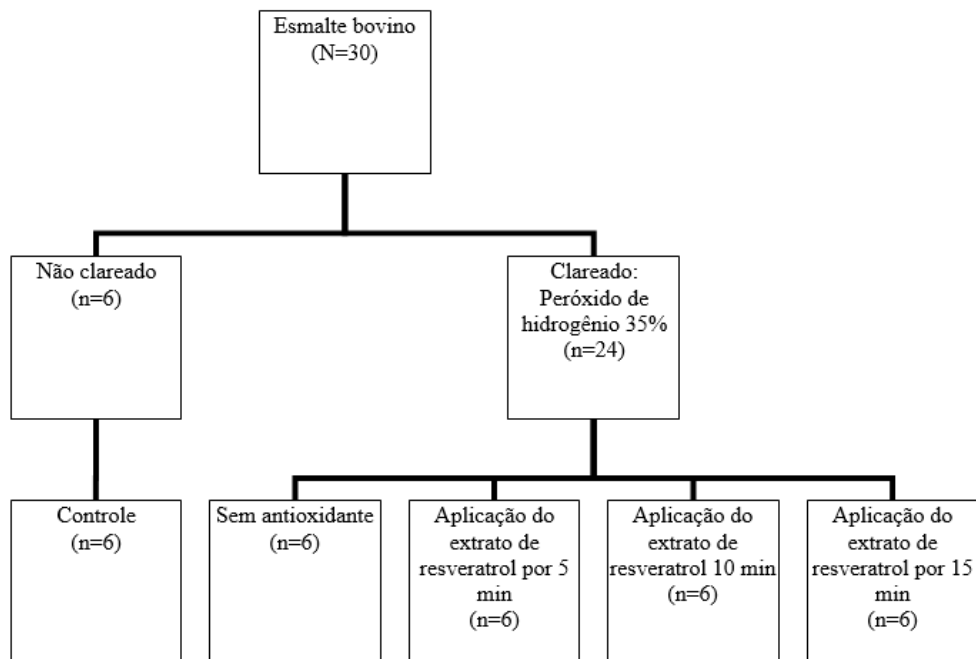 Esmalte bovino
(N=30)
Não clareado
(n=6)
Clareado:
Peróxido de
hidrogênio 35%
(n=24)
Controle
(n=6)
Sem antioxidante
(n=6)
Aplicação do
extrato de
resveratrol por 5
min
(n=6)
Aplicação do
extrato de
resveratrol 10 min
(n=6)
Aplicação do
extrato de
resveratrol por 15
min
(n=6)